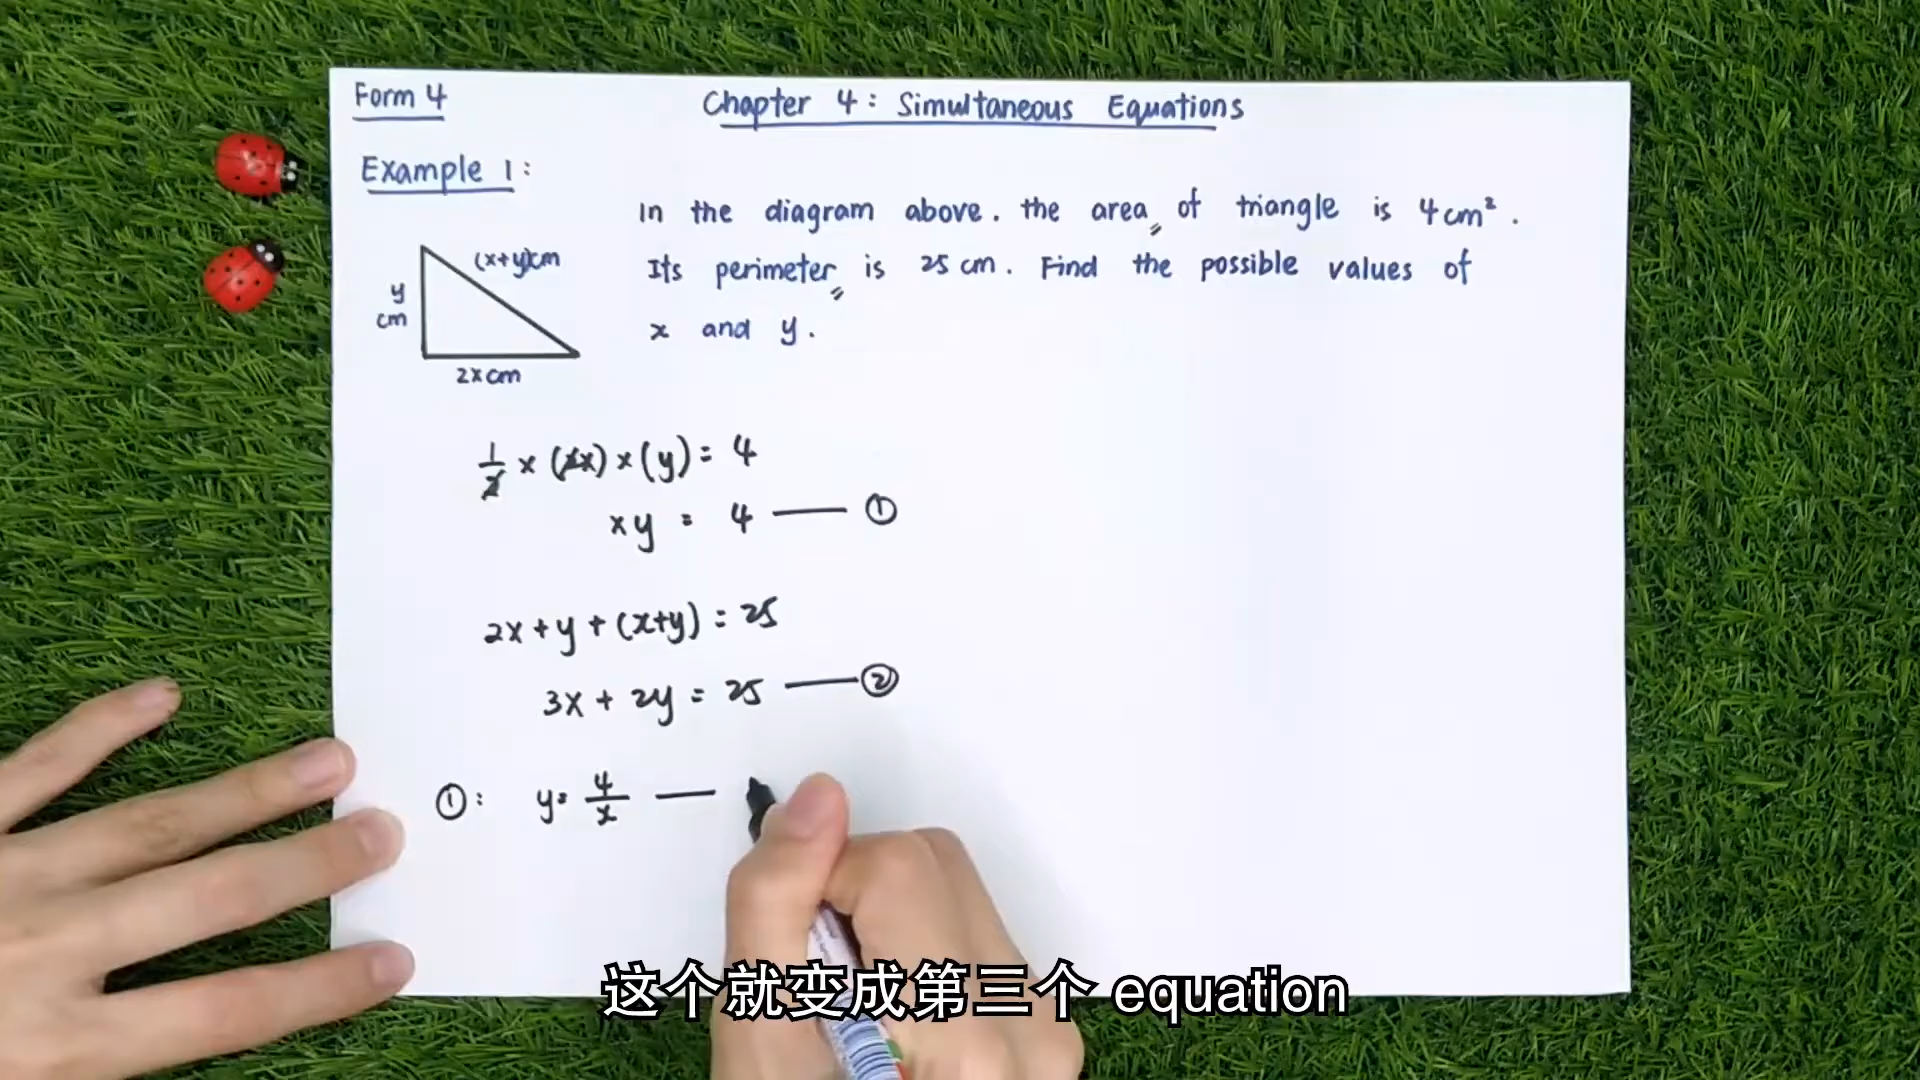 Form 4
Chapter 4: Simultaneous Equations
Example 1:
In the diagram above. the area of triangle is 4cm².
Its perimeter is 25 cm. Find the possible values of
x and y.
(x+y)cm
y
cm
2x cm
1/2 × (2x) × (y) = 4
xy = 4 —— ①
2x + y + (x+y) = 25
3x + 2y = 25 —— ②
①: y = 4/x ——
这个就变成第三个 equation